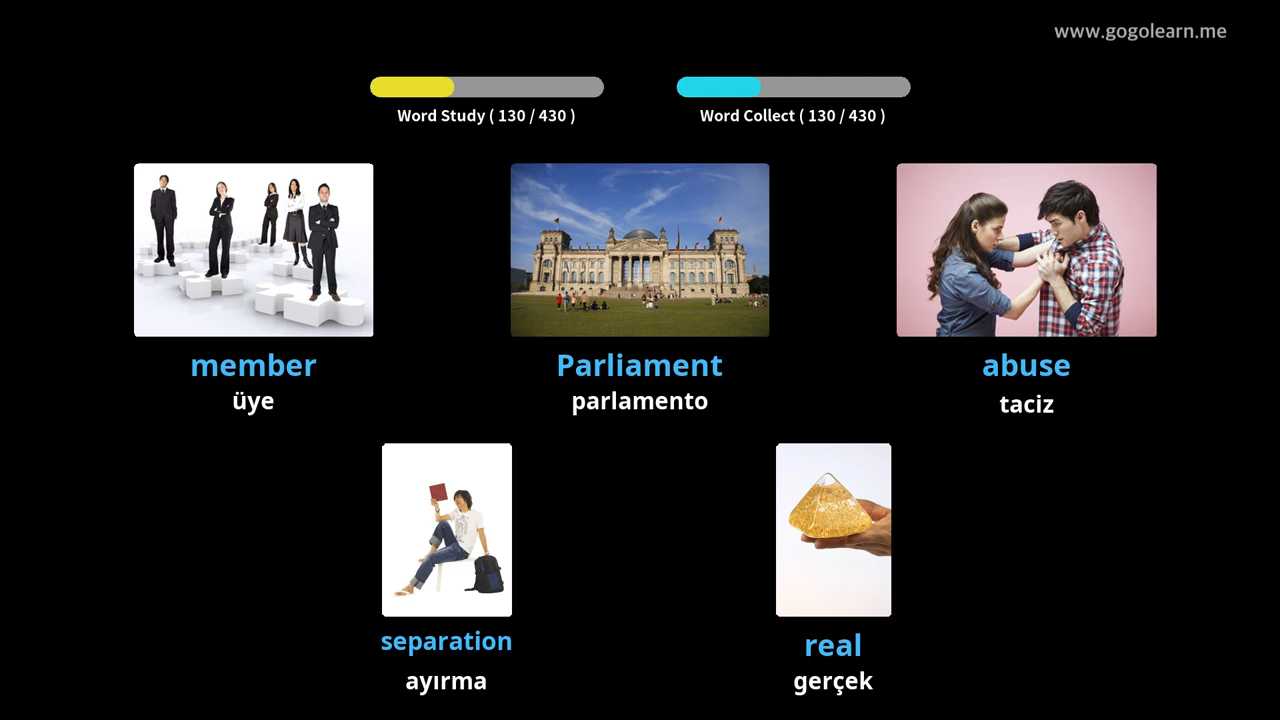 www.gogolearn.me
Word Study ( 130 / 430 )
Word Collect ( 130 / 430 )
member
üye
Parliament
parlamento
abuse
taciz
separation
ayırma
real
gerçek